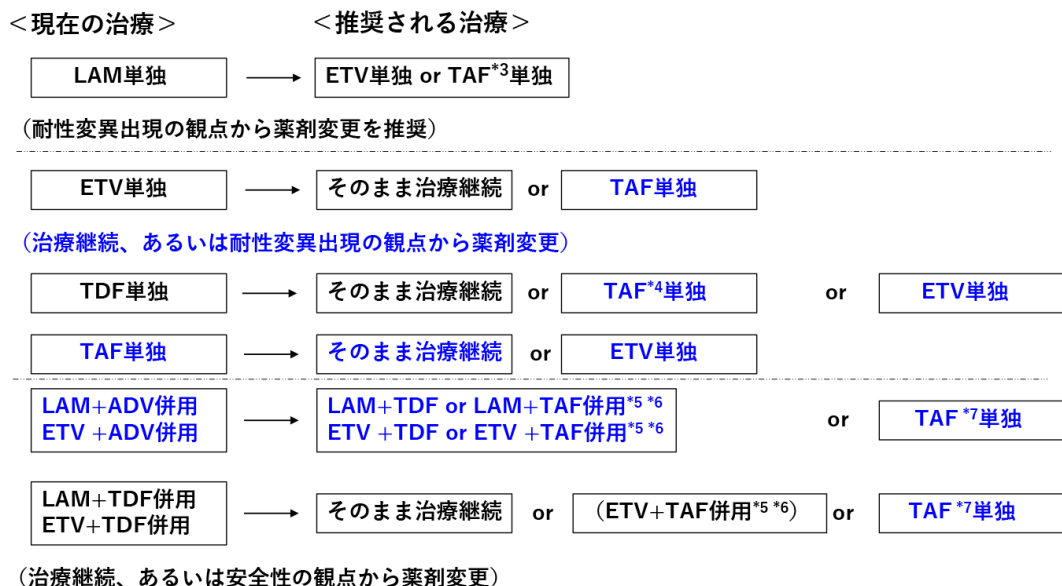 ＜現在の治療＞ ＜推奨される治療＞
LAM単独 ETV単独 or TAF*3単独
（耐性変異出現の観点から薬剤変更を推奨）
ETV単独 そのまま治療継続 or TAF単独
（治療継続、あるいは耐性変異出現の観点から薬剤変更）
TDF単独 そのまま治療継続 or TAF*4単独 or ETV単独
TAF単独 そのまま治療継続 or ETV単独
LAM+ADV併用 LAM+TDF or LAM+TAF併用*5 *6
ETV +ADV併用 ETV +TDF or ETV +TAF併用*5 *6 or TAF *7単独
LAM+TDF併用
ETV+TDF併用 そのまま治療継続 or （ETV+TAF併用*5 *6） or TAF *7単独
（治療継続、あるいは安全性の観点から薬剤変更）